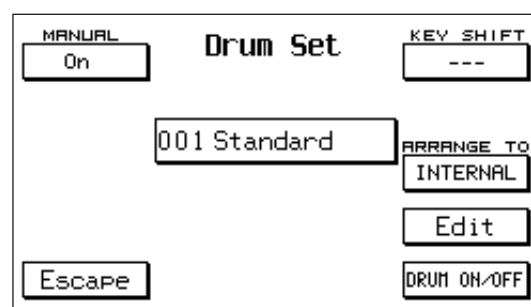 MANUAL
On
Drum Set
KEY SHIFT
---
001 Standard
ARRANGE TO
INTERNAL
Edit
Escape
DRUM ON/OFF